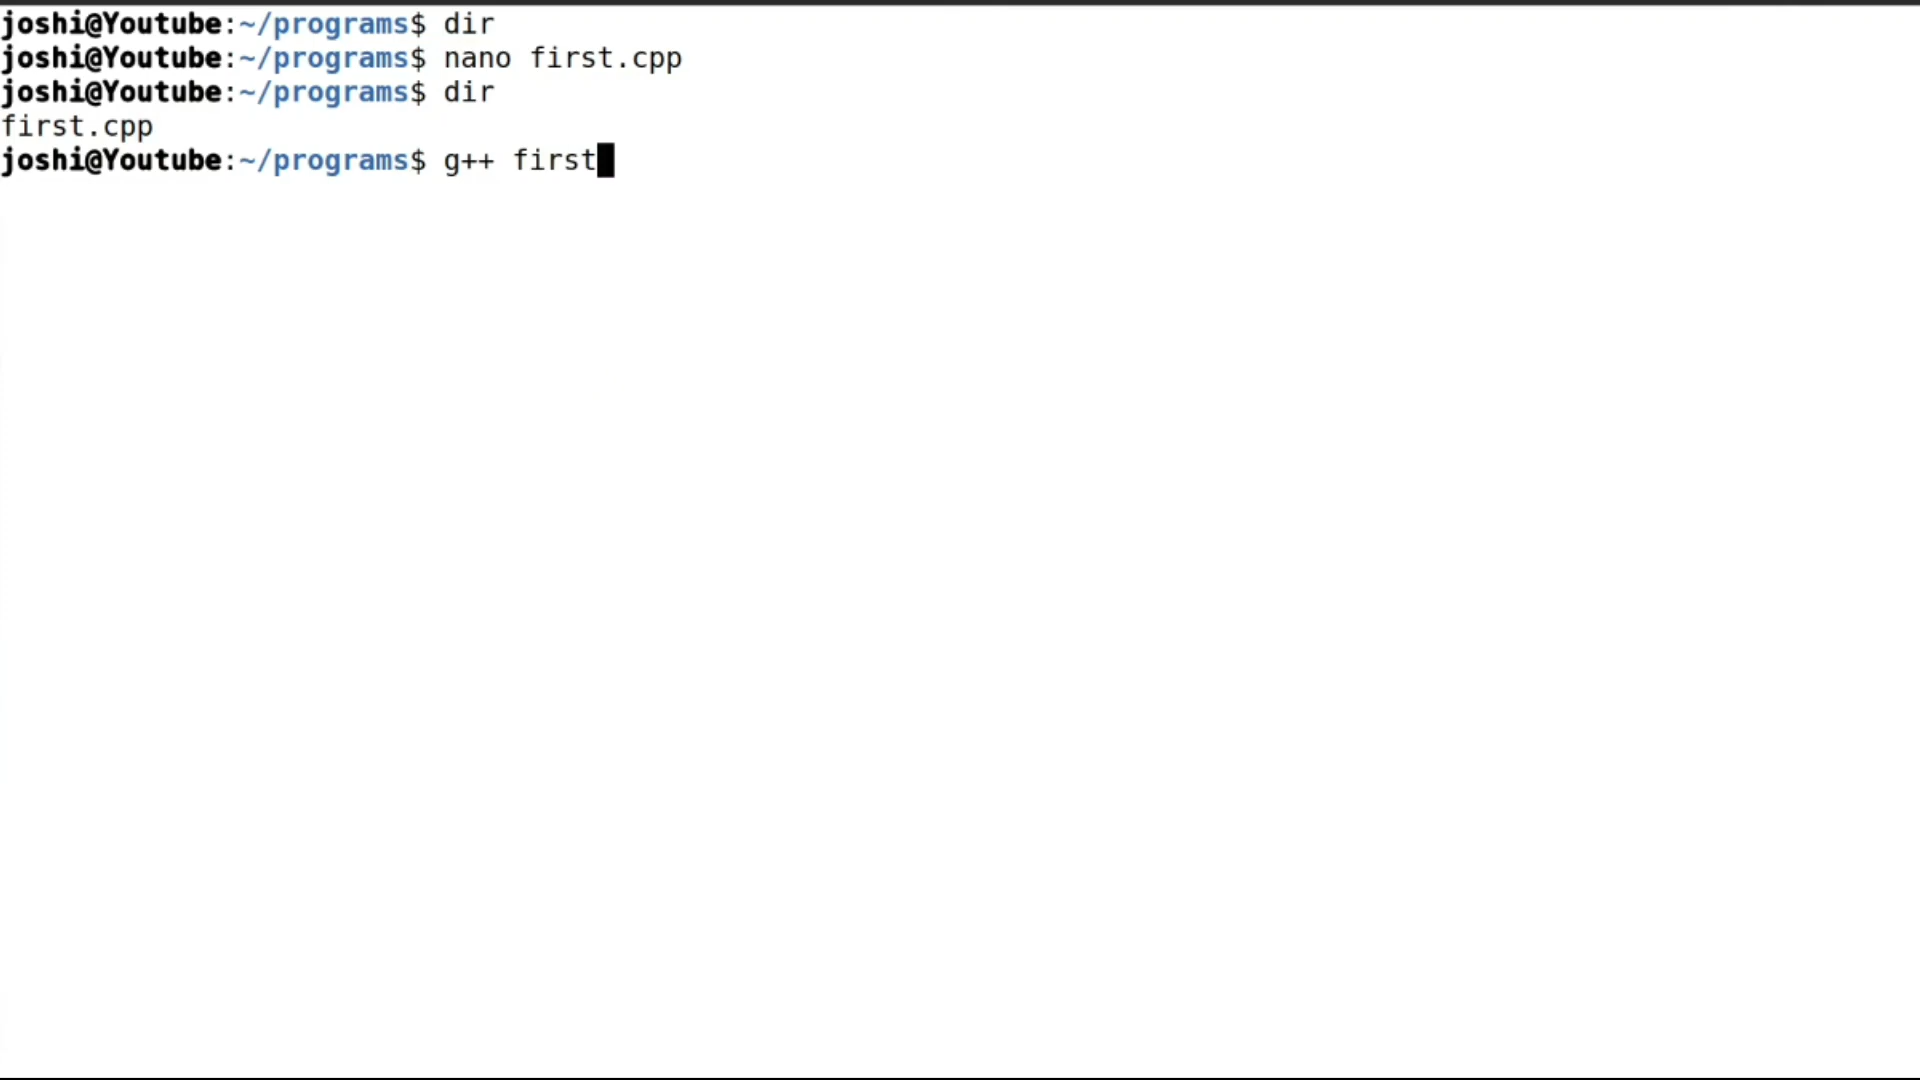 joshi@Youtube:~/programs$ dir
joshi@Youtube:~/programs$ nano first.cpp
joshi@Youtube:~/programs$ dir
first.cpp
joshi@Youtube:~/programs$ g++ first